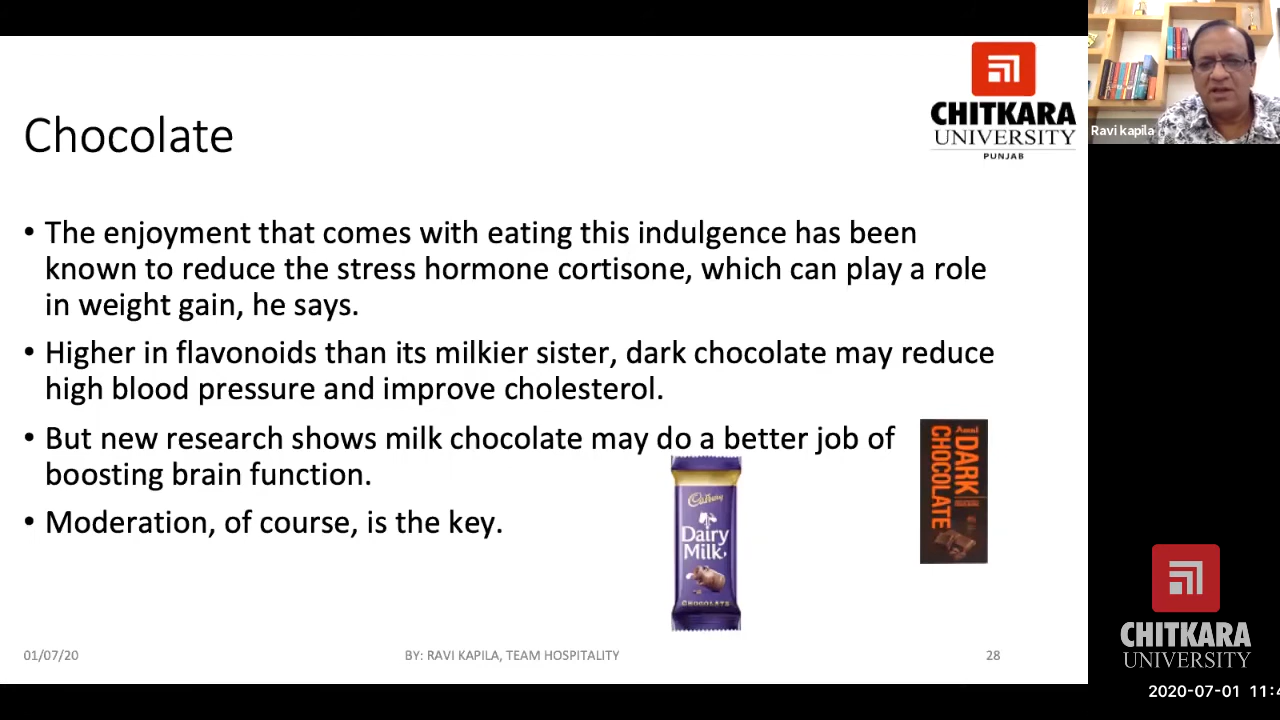 CHITKARA
UNIVERSITY
PUNJAB
Ravi kapila
Chocolate
• The enjoyment that comes with eating this indulgence has been
known to reduce the stress hormone cortisone, which can play a role
in weight gain, he says.
• Higher in flavonoids than its milkier sister, dark chocolate may reduce
high blood pressure and improve cholesterol.
• But new research shows milk chocolate may do a better job of
boosting brain function.
• Moderation, of course, is the key.
Cadbury
Dairy
Milk
CHOCOLATE
Amul
DARK
CHOCOLATE
01/07/20
BY: RAVI KAPILA, TEAM HOSPITALITY
28
CHITKARA
UNIVERSITY
2020-07-01 11:4